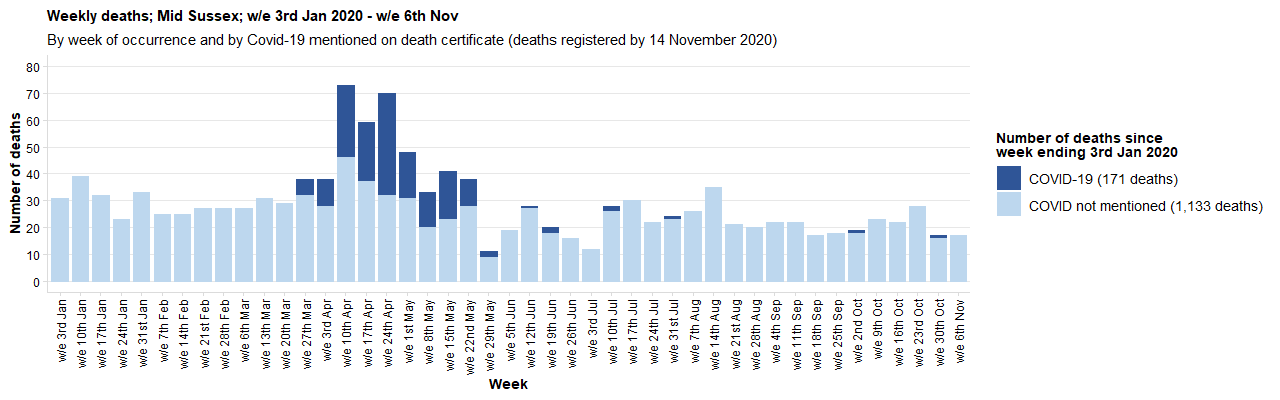 Weekly deaths; Mid Sussex; w/e 3rd Jan 2020 - w/e 6th Nov
By week of occurrence and by Covid-19 mentioned on death certificate (deaths registered by 14 November 2020)
Number of deaths
80
70
60
50
40
30
20
10
0
w/e 3rd Jan
w/e 10th Jan
w/e 17th Jan
w/e 24th Jan
w/e 31st Jan
w/e 7th Feb
w/e 14th Feb
w/e 21st Feb
w/e 28th Feb
w/e 6th Mar
w/e 13th Mar
w/e 20th Mar
w/e 27th Mar
w/e 3rd Apr
w/e 10th Apr
w/e 17th Apr
w/e 24th Apr
w/e 1st May
w/e 8th May
w/e 15th May
w/e 22nd May
w/e 29th May
w/e 5th Jun
w/e 12th Jun
w/e 19th Jun
w/e 26th Jun
w/e 3rd Jul
w/e 10th Jul
w/e 17th Jul
w/e 24th Jul
w/e 31st Jul
w/e 7th Aug
w/e 14th Aug
w/e 21st Aug
w/e 28th Aug
w/e 4th Sep
w/e 11th Sep
w/e 18th Sep
w/e 25th Sep
w/e 2nd Oct
w/e 9th Oct
w/e 16th Oct
w/e 23rd Oct
w/e 30th Oct
w/e 6th Nov
Week
Number of deaths since
week ending 3rd Jan 2020
COVID-19 (171 deaths)
COVID not mentioned (1,133 deaths)